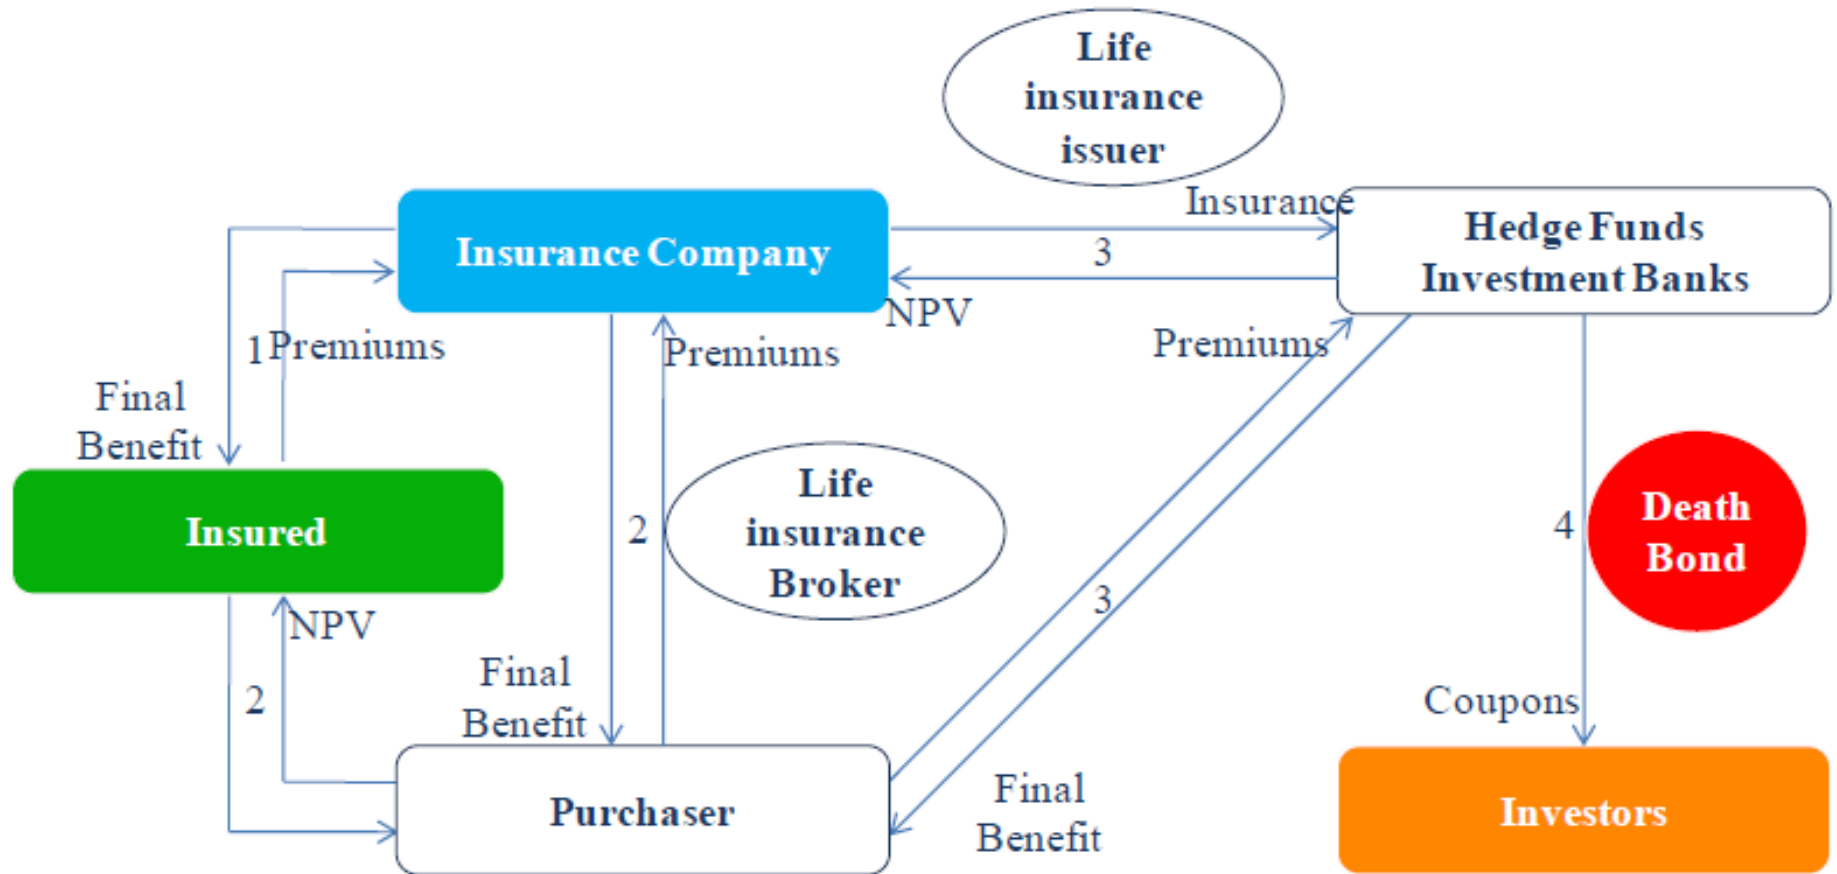 Life
insurance
issuer
Insurance
Hedge Funds
Investment Banks
Insurance Company
3
NPV
Premiums
1
Premiums
Premiums
Final
Benefit
Life
insurance
Broker
2
4
Death
Bond
Insured
NPV
3
2
Final
Benefit
Coupons
Final
Benefit
Purchaser
Investors